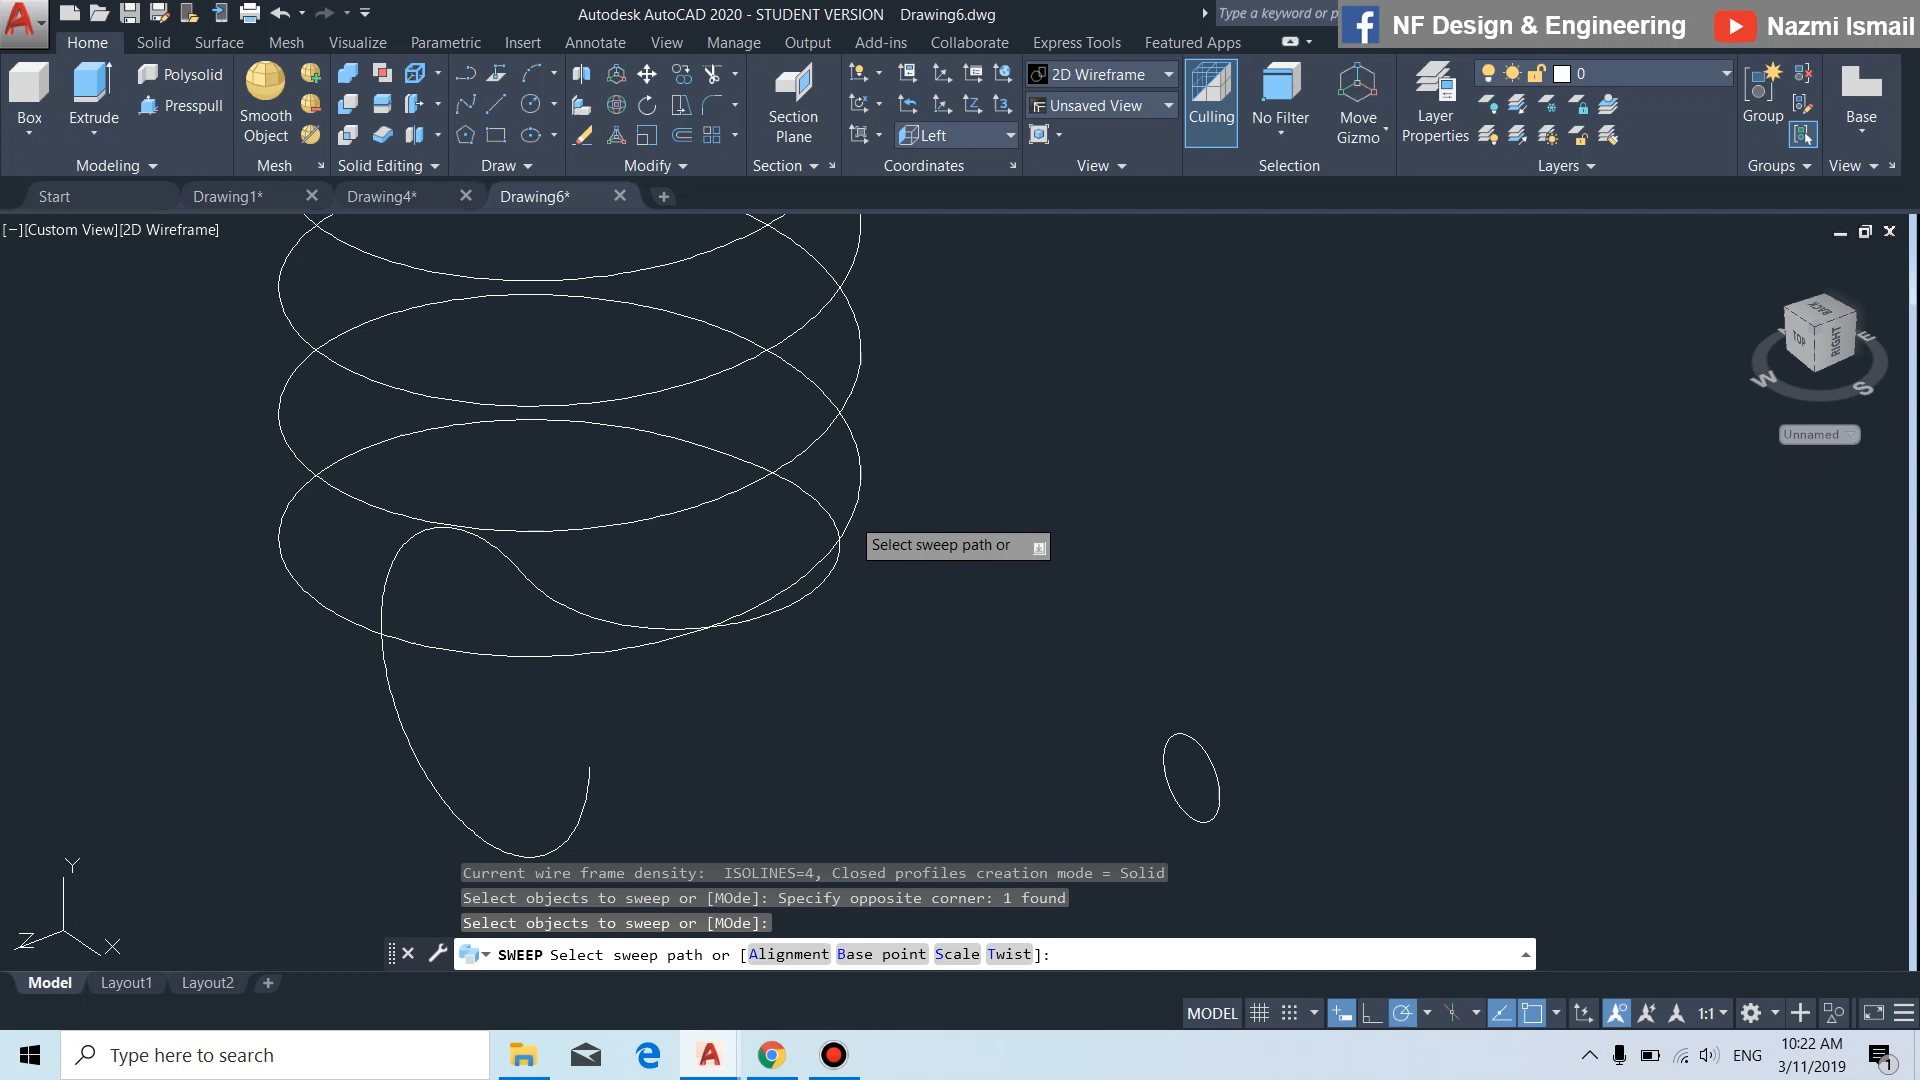 Autodesk AutoCAD 2020 - STUDENT VERSION Drawing6.dwg
Type a keyword or p
NF Design & Engineering
Nazmi Ismail
Home Solid Surface Mesh Visualize Parametric Insert Annotate View Manage Output Add-ins Collaborate Express Tools Featured Apps
Box
Extrude
Polysolid
Presspull
Smooth
Object
Section
Plane
Left
2D Wireframe
Unsaved View
Culling
No Filter
Move
Gizmo
Layer
Properties
0
Group
Base
Modeling
Mesh
Solid Editing
Draw
Modify
Section
Coordinates
View
Selection
Layers
Groups
View
Start Drawing1* Drawing4* Drawing6*
[−][Custom View][2D Wireframe]
BACK
TOP
RIGHT
E
W
S
Unnamed
Select sweep path or
Y
Z
X
Current wire frame density: ISOLINES=4, Closed profiles creation mode = Solid
Select objects to sweep or [MOde]: Specify opposite corner: 1 found
Select objects to sweep or [MOde]:
SWEEP Select sweep path or [Alignment Base point Scale Twist]:
Model Layout1 Layout2
MODEL
1:1
Type here to search
ENG
10:22 AM
3/11/2019
1